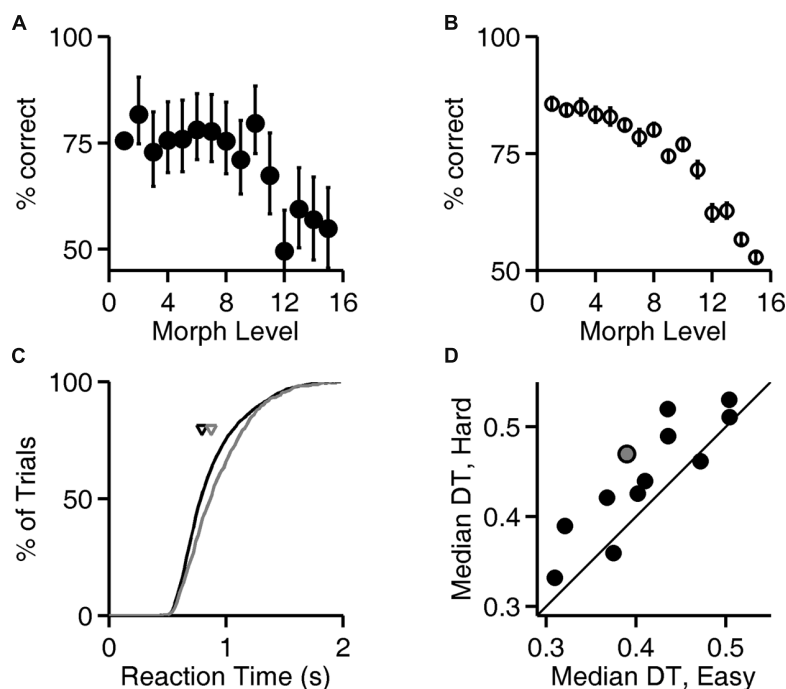 A
100
75
50
% correct
0 4 8 12 16
Morph Level
B
100
75
50
% correct
0 4 8 12 16
Morph Level
C
100
50
0
% of Trials
0 1 2
Reaction Time (s)
D
0.5
0.4
0.3
Median DT, Hard
0.3 0.4 0.5
Median DT, Easy